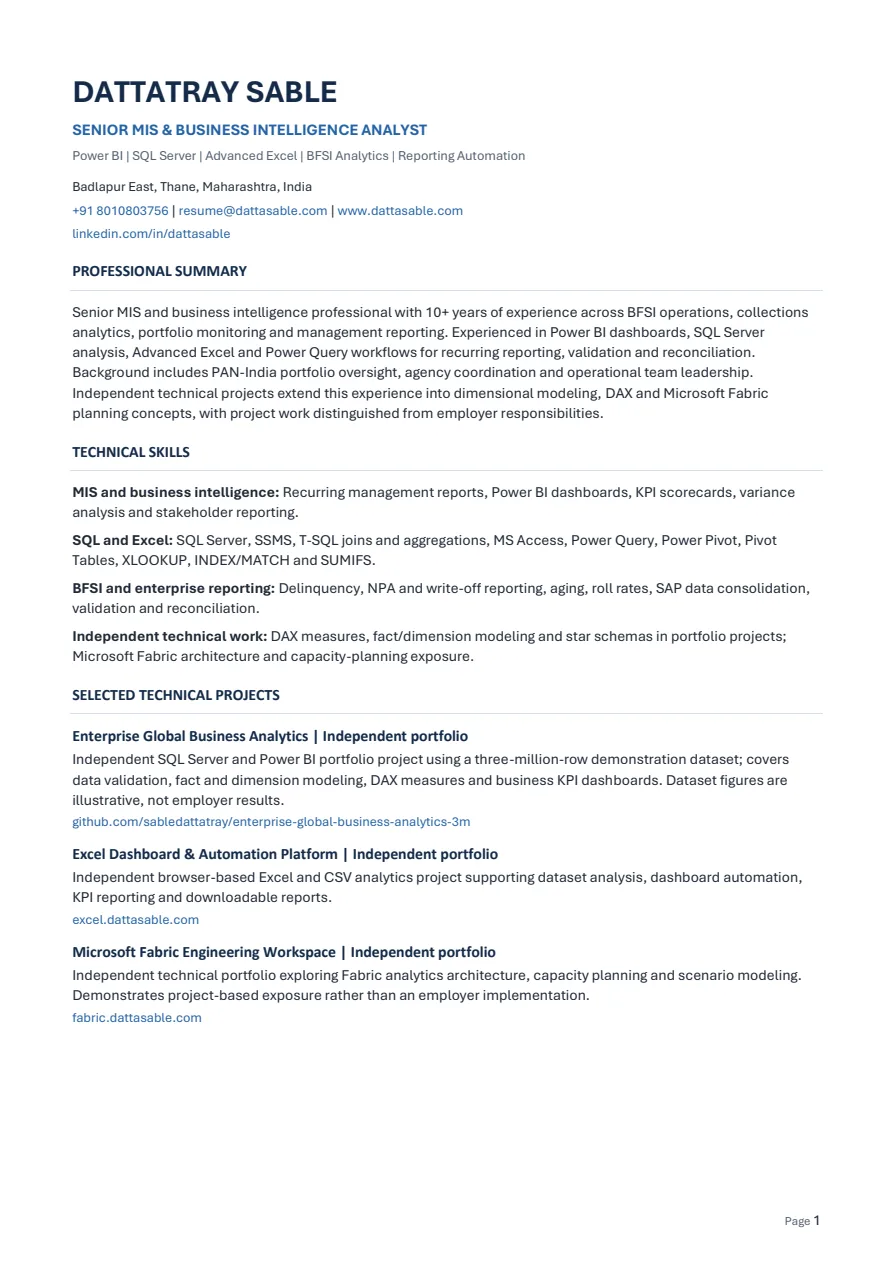 DATTATRAY SABLE
SENIOR MIS & BUSINESS INTELLIGENCE ANALYST
Power BI | SQL Server | Advanced Excel | BFSI Analytics | Reporting Automation
Badlapur East, Thane, Maharashtra, India
+91 8010803756 | resume@dattasable.com | www.dattasable.com
linkedin.com/in/dattasable
PROFESSIONAL SUMMARY
Senior MIS and business intelligence professional with 10+ years of experience across BFSI operations, collections
analytics, portfolio monitoring and management reporting. Experienced in Power BI dashboards, SQL Server
analysis, Advanced Excel and Power Query workflows for recurring reporting, validation and reconciliation.
Background includes PAN-India portfolio oversight, agency coordination and operational team leadership.
Independent technical projects extend this experience into dimensional modeling, DAX and Microsoft Fabric
planning concepts, with project work distinguished from employer responsibilities.
TECHNICAL SKILLS
MIS and business intelligence: Recurring management reports, Power BI dashboards, KPI scorecards, variance
analysis and stakeholder reporting.
SQL and Excel: SQL Server, SSMS, T-SQL joins and aggregations, MS Access, Power Query, Power Pivot, Pivot
Tables, XLOOKUP, INDEX/MATCH and SUMIFS.
BFSI and enterprise reporting: Delinquency, NPA and write-off reporting, aging, roll rates, SAP data consolidation,
validation and reconciliation.
Independent technical work: DAX measures, fact/dimension modeling and star schemas in portfolio projects;
Microsoft Fabric architecture and capacity-planning exposure.
SELECTED TECHNICAL PROJECTS
Enterprise Global Business Analytics | Independent portfolio
Independent SQL Server and Power BI portfolio project using a three-million-row demonstration dataset; covers
data validation, fact and dimension modeling, DAX measures and business KPI dashboards. Dataset figures are
illustrative, not employer results.
github.com/sabledattatray/enterprise-global-business-analytics-3m
Excel Dashboard & Automation Platform | Independent portfolio
Independent browser-based Excel and CSV analytics project supporting dataset analysis, dashboard automation,
KPI reporting and downloadable reports.
excel.dattasable.com
Microsoft Fabric Engineering Workspace | Independent portfolio
Independent technical portfolio exploring Fabric analytics architecture, capacity planning and scenario modeling.
Demonstrates project-based exposure rather than an employer implementation.
fabric.dattasable.com
Page 1